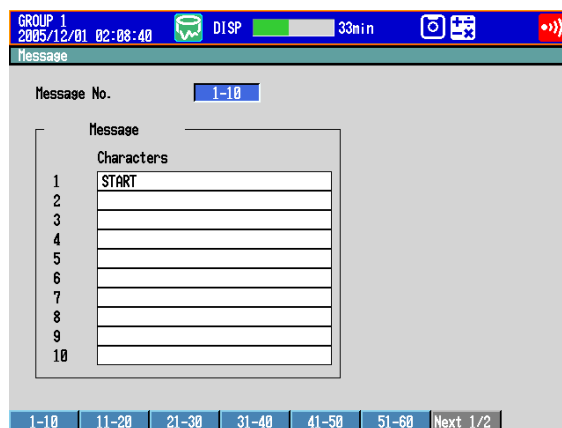 GROUP 1
2005/12/01 02:08:40
DISP
33min
Message
Message No.
1-10
Message
Characters
1 START
2
3
4
5
6
7
8
9
10
1-10 11-20 21-30 31-40 41-50 51-60 Next 1/2